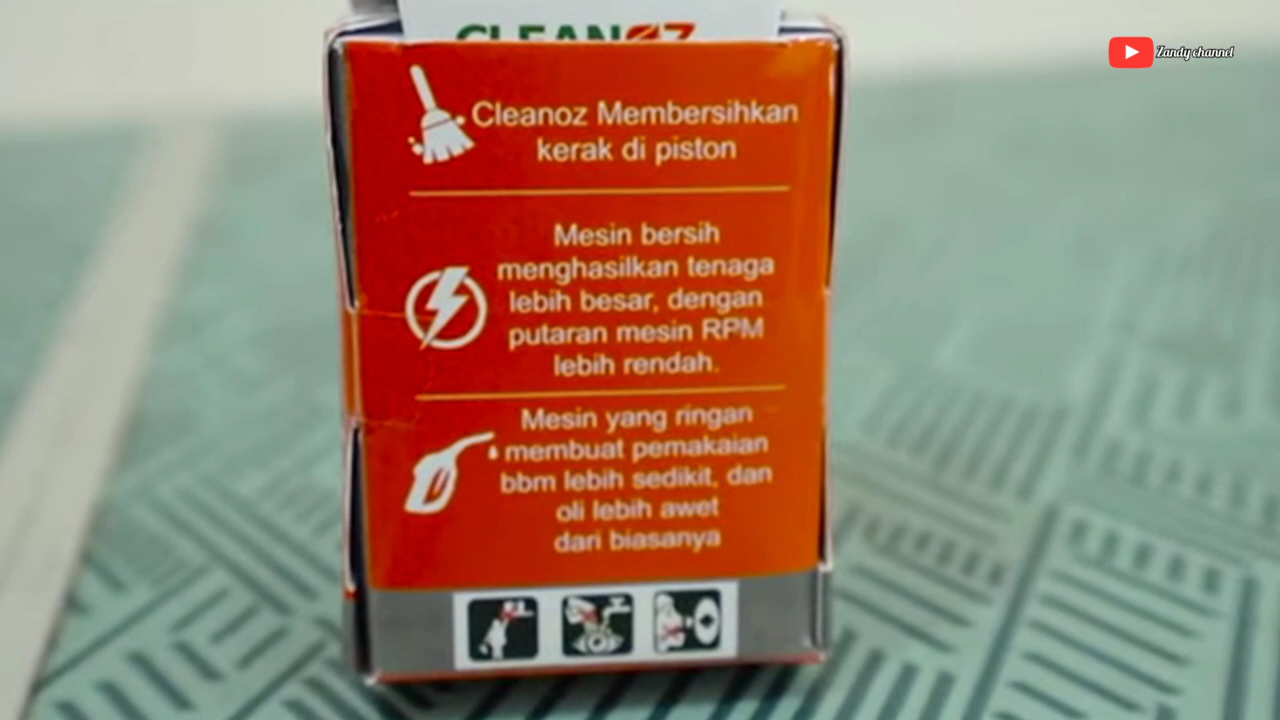 CLEANOZ
Zandy channel
Cleanoz Membersihkan
kerak di piston
Mesin bersih
menghasilkan tenaga
lebih besar, dengan
putaran mesin RPM
lebih rendah.
Mesin yang ringan
membuat pemakaian
bbm lebih sedikit, dan
oli lebih awet
dari biasanya